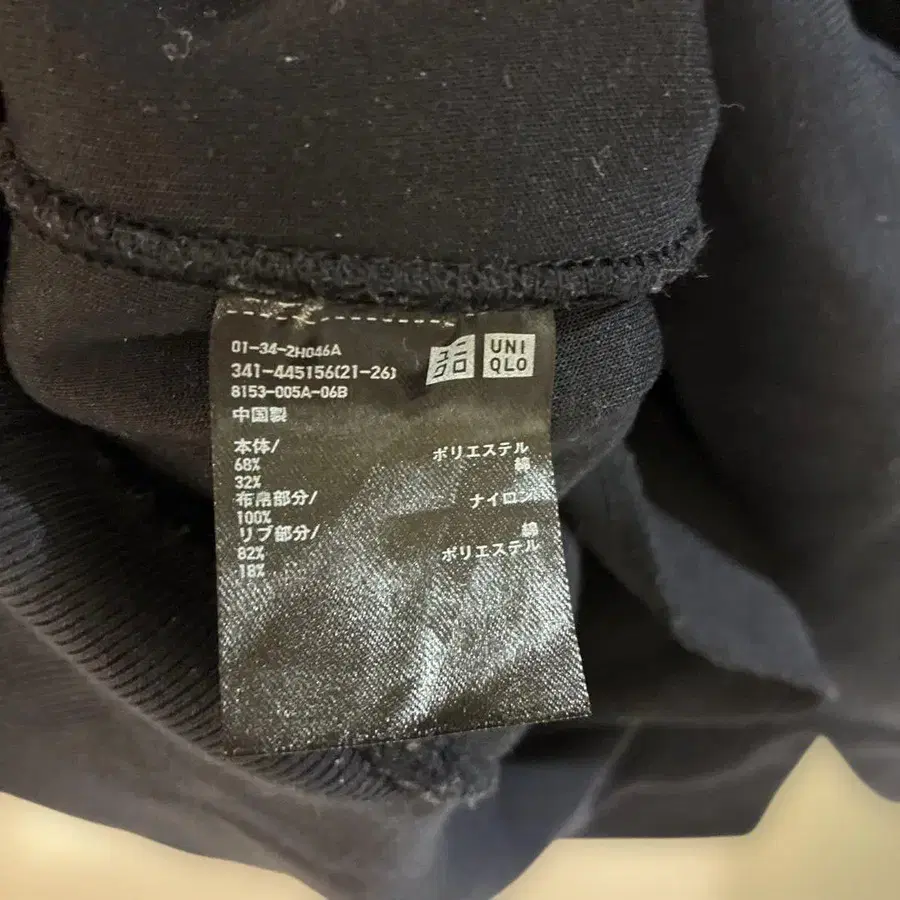 01-34-2H046A
341-445156(21-26)
8153-005A-06B
中国製
ユニクロ
UNI
QLO
本体/ ポリエステル
68% 綿
32%
布帛部分/ ナイロン
100%
リブ部分/ 綿
82% ポリエステル
18%